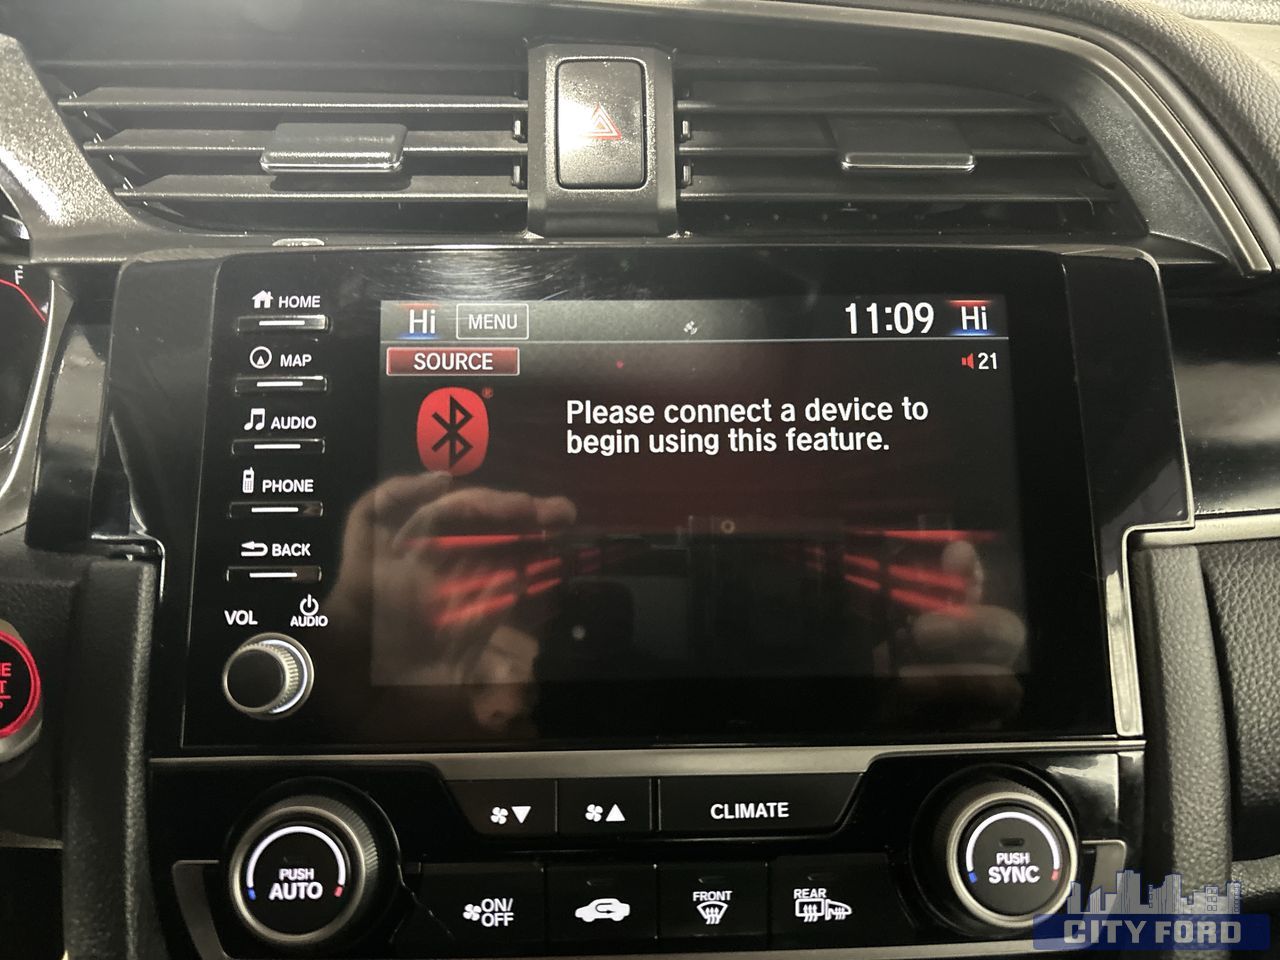 F
HOME
MAP
AUDIO
PHONE
BACK
VOL
AUDIO
Hi
MENU
11:09
Hi
SOURCE
21
Please connect a device to
begin using this feature.
CLIMATE
PUSH
AUTO
ON/
OFF
FRONT
REAR
PUSH
SYNC
CITY FORD